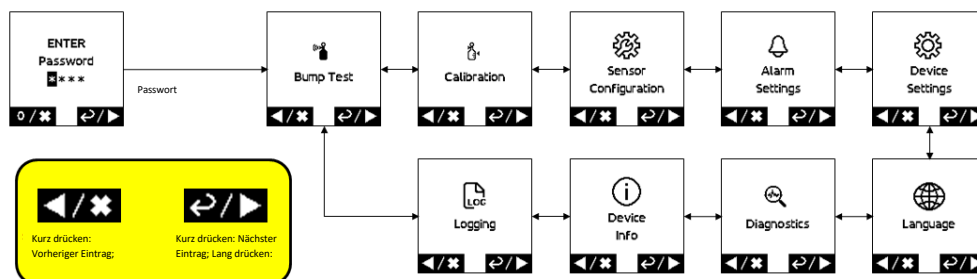 ENTER
Password
****
0/✖ ↵/▶
Passwort
Bump Test
◀/✖ ↵/▶
Calibration
◀/✖ ↵/▶
Sensor
Configuration
◀/✖ ↵/▶
Alarm
Settings
◀/✖ ↵/▶
Device
Settings
◀/✖ ↵/▶
LOG
Logging
◀/✖ ↵/▶
i
Device
Info
◀/✖ ↵/▶
Diagnostics
◀/✖ ↵/▶
Language
◀/✖ ↵/▶
◀/✖
Kurz drücken:
Vorheriger Eintrag;
↵/▶
Kurz drücken: Nächster
Eintrag; Lang drücken: